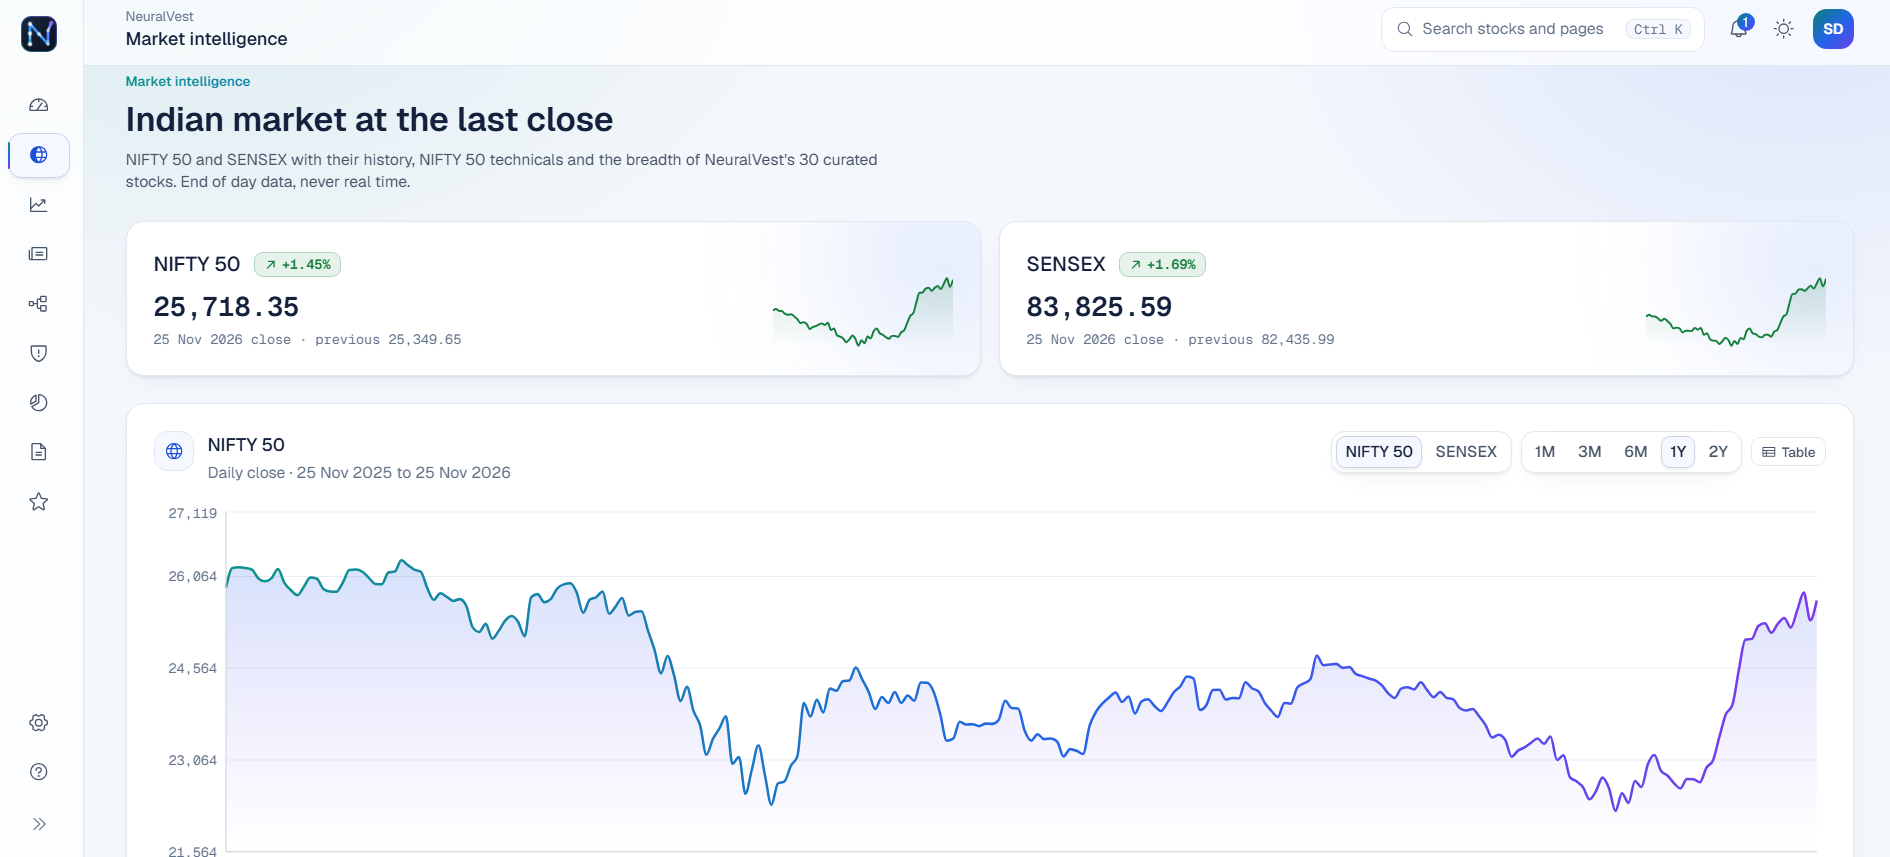 NeuralVest
Market intelligence
Search stocks and pages
Ctrl K
1
SD
Market intelligence
Indian market at the last close
NIFTY 50 and SENSEX with their history, NIFTY 50 technicals and the breadth of NeuralVest's 30 curated
stocks. End of day data, never real time.
NIFTY 50
+1.45%
25,718.35
25 Nov 2026 close · previous 25,349.65
SENSEX
+1.69%
83,825.59
25 Nov 2026 close · previous 82,435.99
NIFTY 50
Daily close · 25 Nov 2025 to 25 Nov 2026
NIFTY 50
SENSEX
1M
3M
6M
1Y
2Y
Table
27,119
26,064
24,564
23,064
21,564